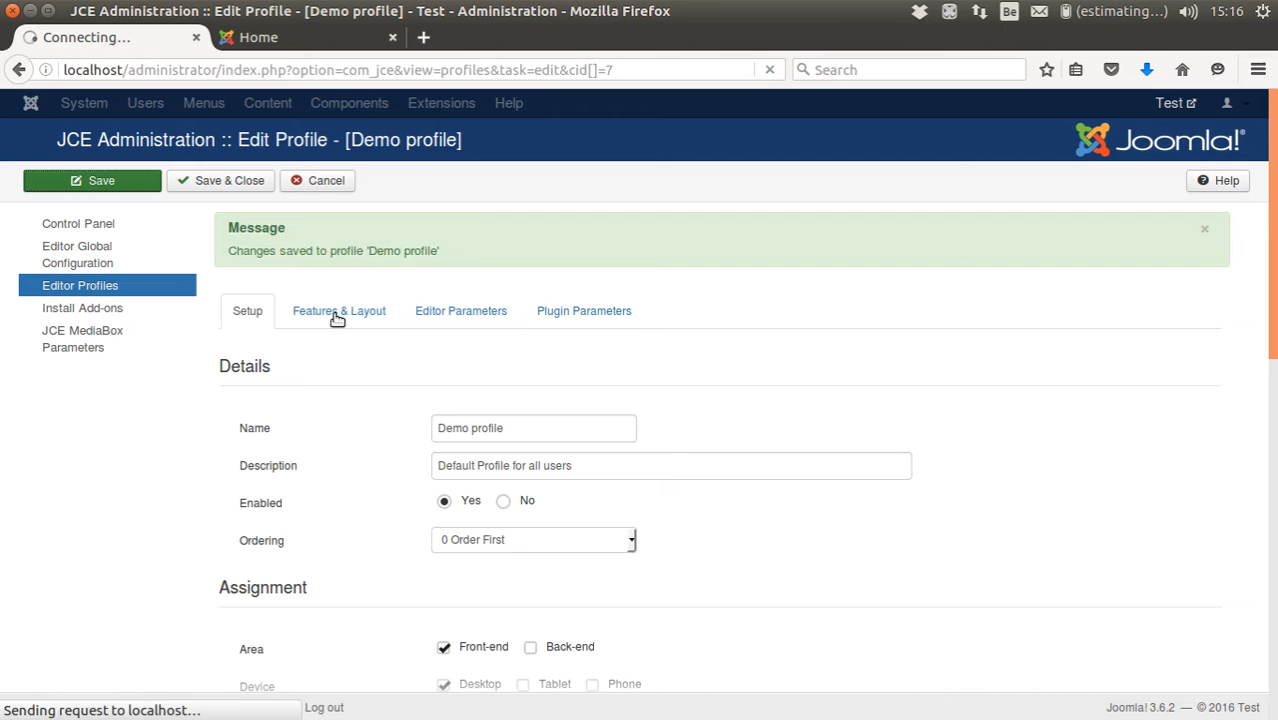 JCE Administration :: Edit Profile - [Demo profile] - Test - Administration - Mozilla Firefox
Be
(estimating...)
15:16
Connecting...
Home
localhost/administrator/index.php?option=com_jce&view=profiles&task=edit&cid[]=7
Search
System
Users
Menus
Content
Components
Extensions
Help
Test
JCE Administration :: Edit Profile - [Demo profile]
Joomla!®
Save
Save & Close
Cancel
Help
Control Panel
Editor Global
Configuration
Editor Profiles
Install Add-ons
JCE MediaBox
Parameters
Message
Changes saved to profile 'Demo profile'
Setup
Features & Layout
Editor Parameters
Plugin Parameters
Details
Name
Demo profile
Description
Default Profile for all users
Enabled
Yes
No
Ordering
0 Order First
Assignment
Area
Front-end
Back-end
Device
Desktop
Tablet
Phone
Sending request to localhost...
Log out
Joomla! 3.6.2 — © 2016 Test